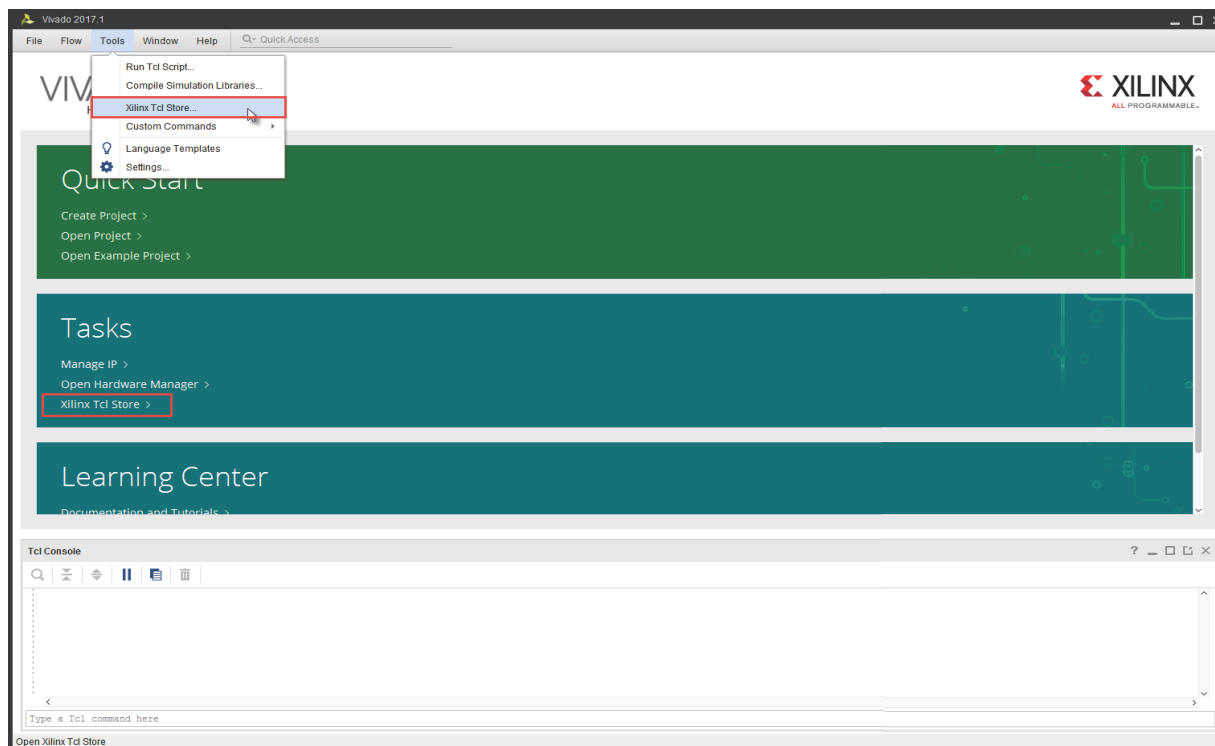 Vivado 2017.1
File Flow Tools Window Help Quick Access
Run Tcl Script...
Compile Simulation Libraries...
Xilinx Tcl Store...
Custom Commands
Language Templates
Settings...
XILINX
ALL PROGRAMMABLE™
Quick Start
Create Project >
Open Project >
Open Example Project >
Tasks
Manage IP >
Open Hardware Manager >
Xilinx Tcl Store >
Learning Center
Documentation and Tutorials >
Tcl Console
Type a Tcl command here
Open Xilinx Tcl Store